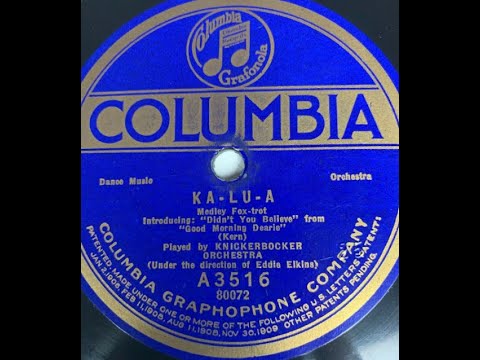 Columbia
Grafonola
COLUMBIA
Dance Music
Orchestra
KA-LU-A
Medley Fox-trot
Introducing: "Didn't You Believe" from
"Good Morning Dearie"
(Kern)
Played by KNICKERBOCKER
ORCHESTRA
(Under the direction of Eddie Elkins)
A3516
80072
COLUMBIA GRAPHOPHONE COMPANY
PATENTED, MADE UNDER ONE OR MORE OF THE FOLLOWING U.S. LETTERS PATENT:
JAN 2,1906, FEB 11,1908, AUG 11,1908, NOV. 30,1909 OTHER PATENTS PENDING.